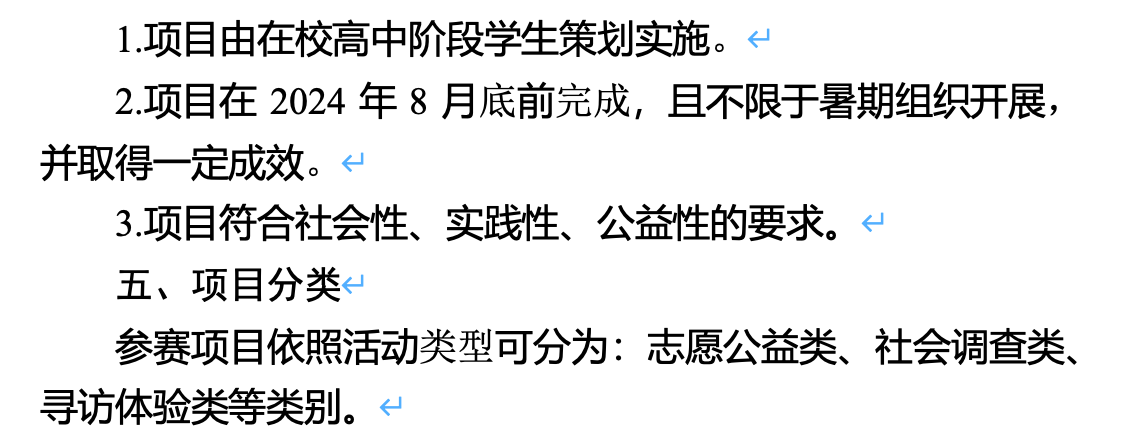 1.项目由在校高中阶段学生策划实施。↵
2.项目在 2024 年 8 月底前完成，且不限于暑期组织开展，
并取得一定成效。↵
3.项目符合社会性、实践性、公益性的要求。↵
五、项目分类↵
参赛项目依照活动类型可分为：志愿公益类、社会调查类、
寻访体验类等类别。↵